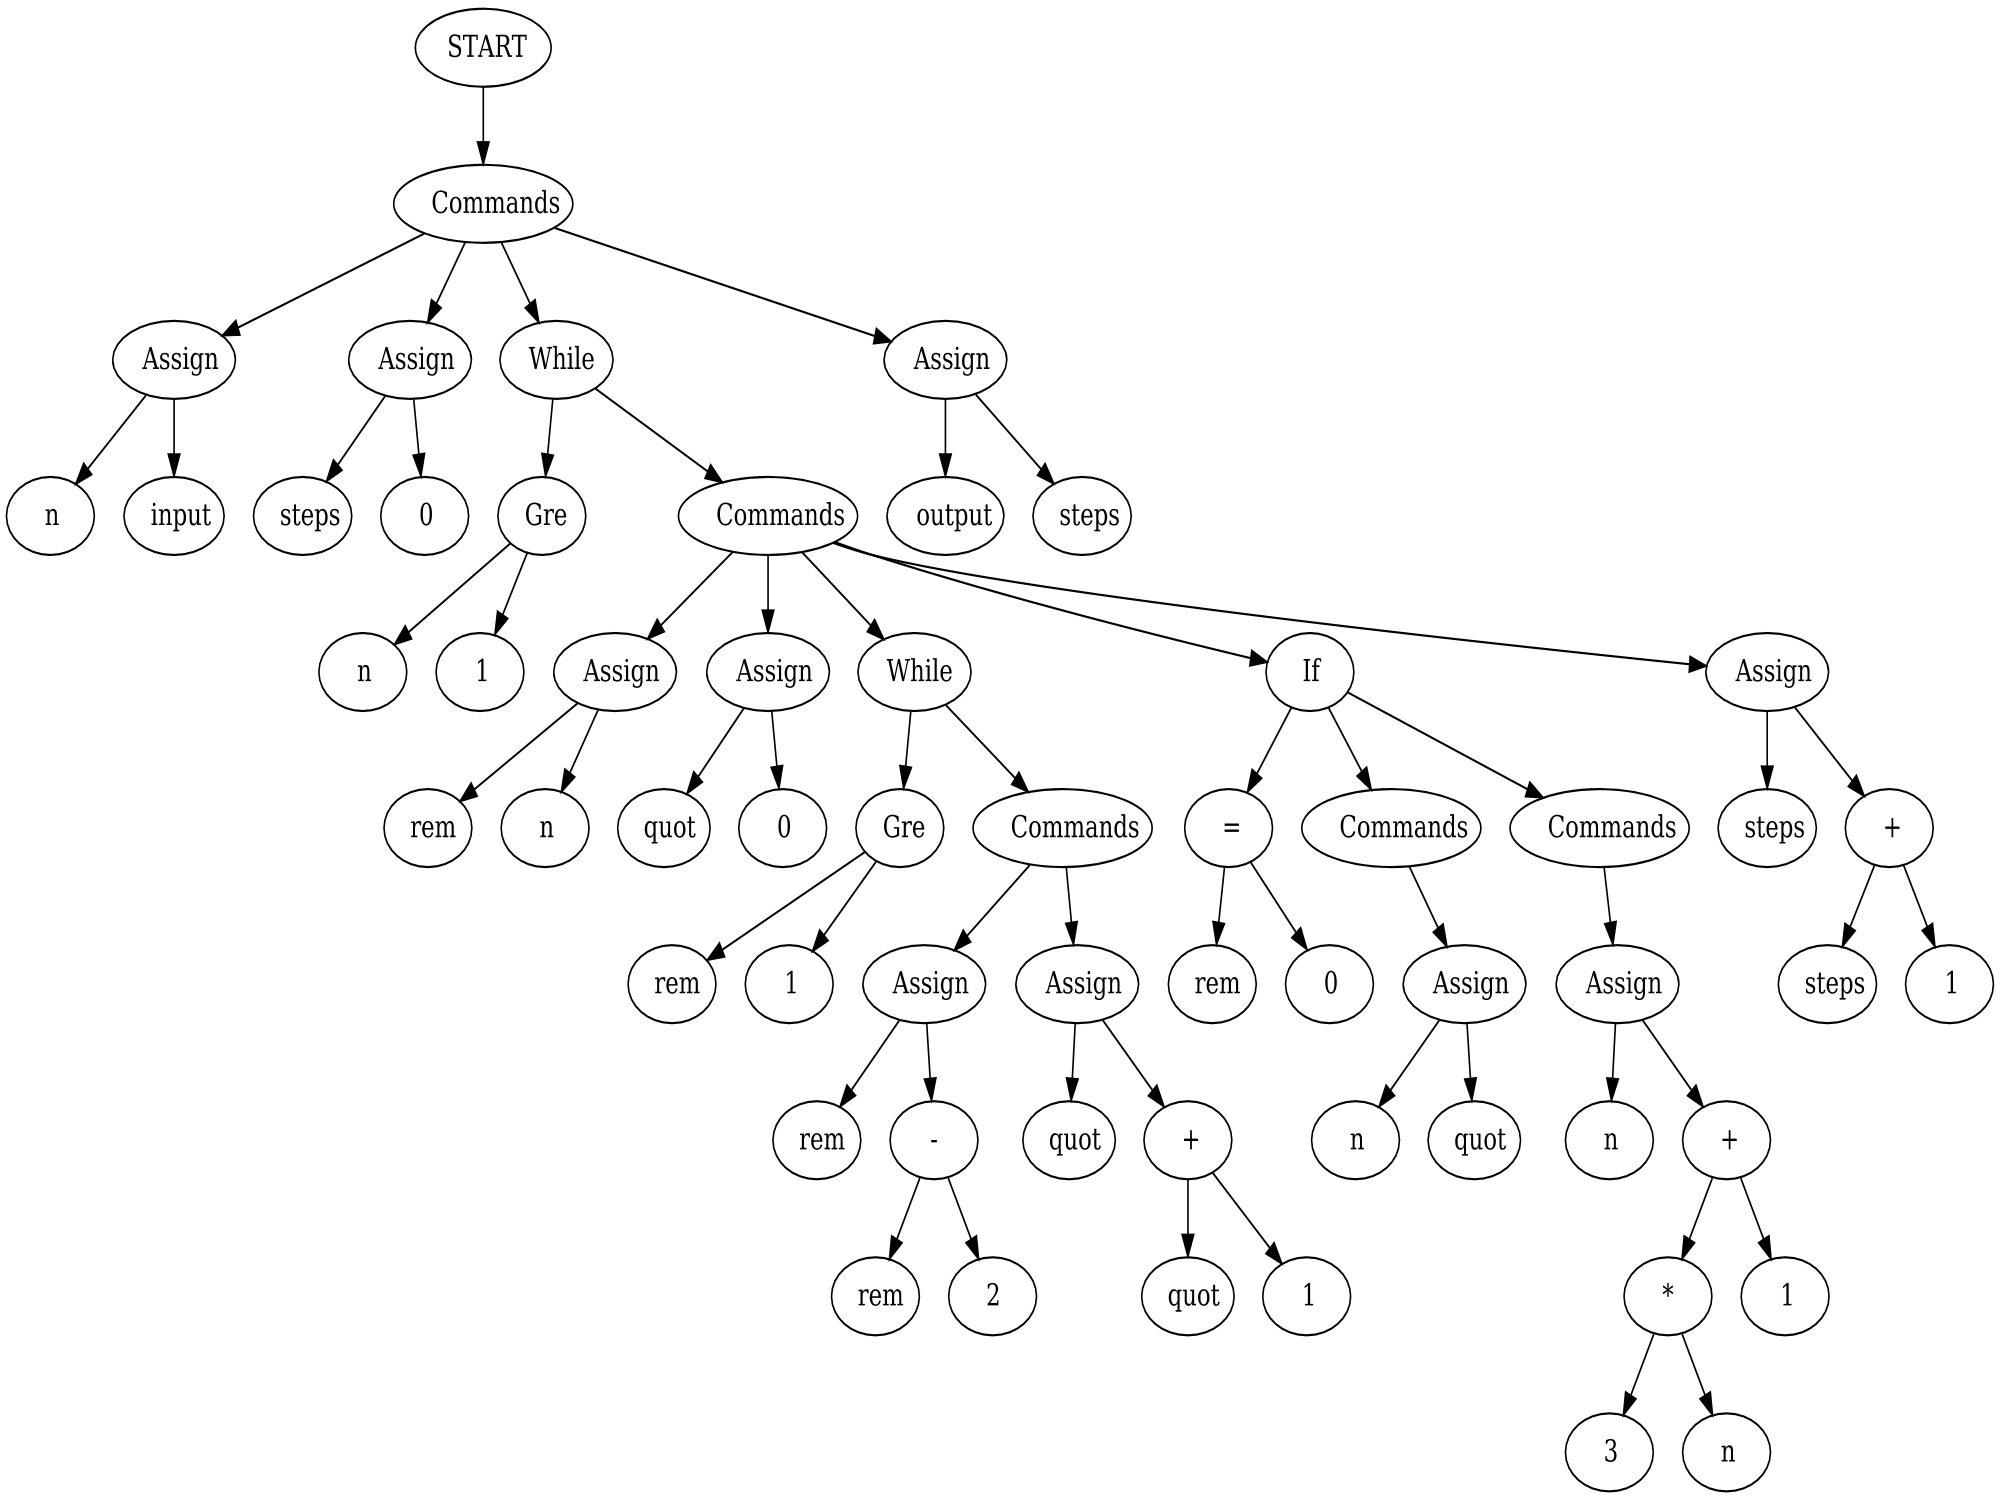 START
Commands
Assign Assign While Assign
n input steps 0 Gre Commands output steps
n 1 Assign Assign While If Assign
rem n quot 0 Gre Commands = Commands Commands steps +
rem 1 Assign Assign rem 0 Assign Assign steps 1
rem - quot + n quot n +
rem 2 quot 1 * 1
3 n